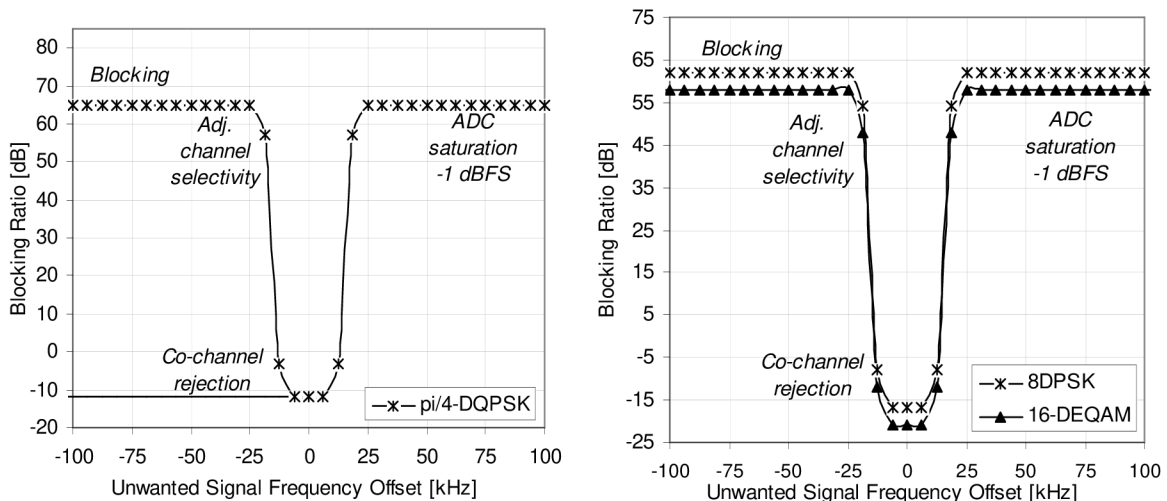 80
70
60
50
40
30
20
10
0
-10
-20
Blocking Ratio [dB]
Blocking
Adj.
channel
selectivity
ADC
saturation
-1 dBFS
Co-channel
rejection
pi/4-DQPSK
-100 -75 -50 -25 0 25 50 75 100
Unwanted Signal Frequency Offset [kHz]
75
65
55
45
35
25
15
5
-5
-15
-25
Blocking Ratio [dB]
Blocking
Adj.
channel
selectivity
ADC
saturation
-1 dBFS
Co-channel
rejection
8DPSK
16-DEQAM
-100 -75 -50 -25 0 25 50 75 100
Unwanted Signal Frequency Offset [kHz]